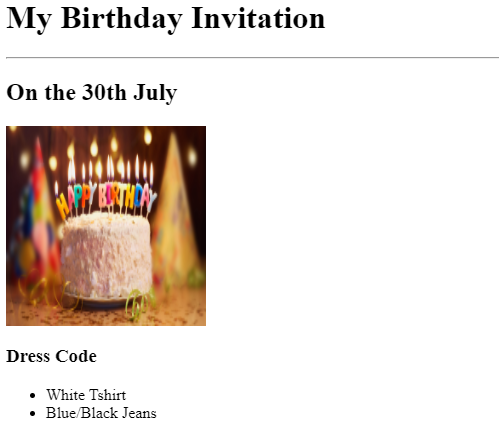 My Birthday Invitation
On the 30th July
HAPPY BIRTHDAY
Dress Code
White Tshirt
Blue/Black Jeans